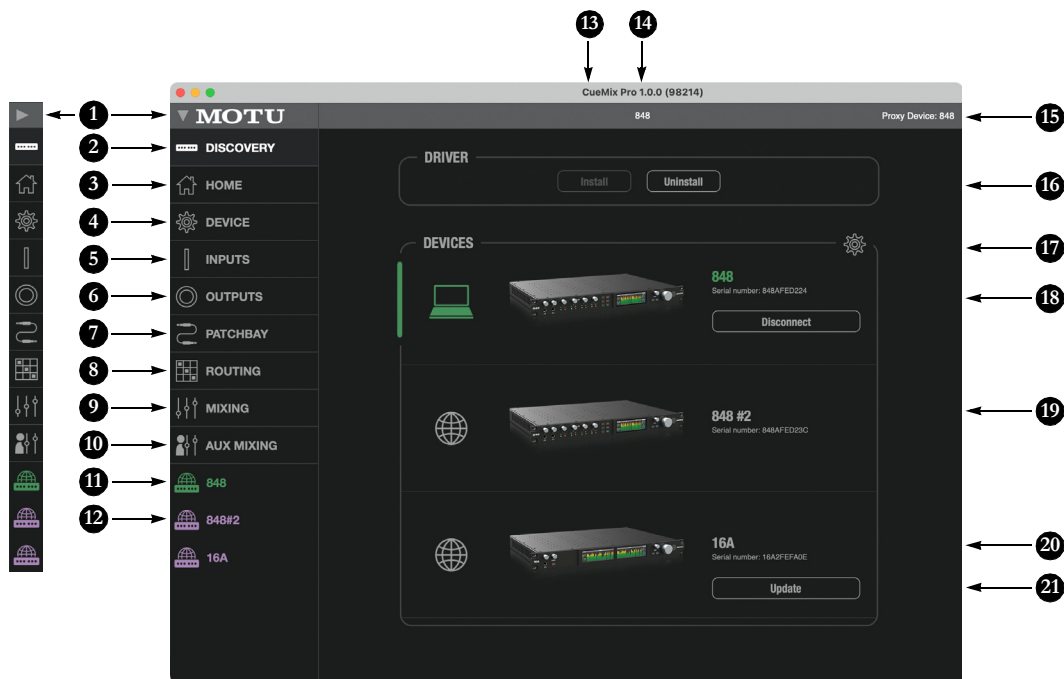 13 14
CueMix Pro 1.0.0 (98214)
1 MOTU 848 Proxy Device: 848 15
2 DISCOVERY
DRIVER
3 HOME Install Uninstall 16
4 DEVICE
DEVICES 17
5 INPUTS
848
Serial number: 848AFED224
6 OUTPUTS 18
Disconnect
7 PATCHBAY
8 ROUTING
9 MIXING 19
848 #2
Serial number: 848AFED23C
10 AUX MIXING
11 848
12 848#2
16A 20
16A
Serial number: 16A2FEFA0E
Update 21